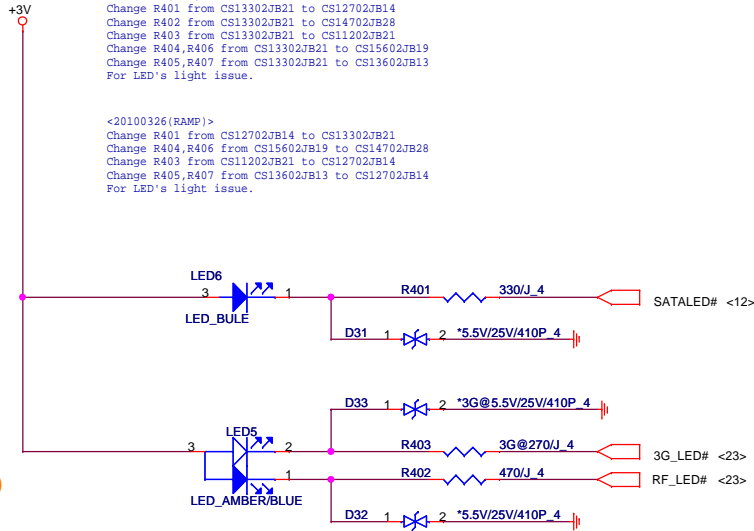 +3V
Change R401 from CS13302JB21 to CS12702JB14
Change R402 from CS13302JB21 to CS14702JB28
Change R403 from CS13302JB21 to CS11202JB21
Change R404,R406 from CS13302JB21 to CS15602JB19
Change R405,R407 from CS13302JB21 to CS13602JB13
For LED's light issue.
<20100326(RAMP)>
Change R401 from CS12702JB14 to CS13302JB21
Change R404,R406 from CS15602JB19 to CS14702JB28
Change R403 from CS11202JB21 to CS12702JB14
Change R405,R407 from CS13602JB13 to CS12702JB14
For LED's light issue.
LED6
3 1
LED_BULE
R401 330/J_4
SATALED# <12>
D31 1 2 *5.5V/25V/410P_4
D33 1 2 *3G@5.5V/25V/410P_4
LED5
3 2
R403 3G@270/J_4
3G_LED# <23>
1
R402 470/J_4
RF_LED# <23>
LED_AMBER/BLUE
D32 1 2 *5.5V/25V/410P_4